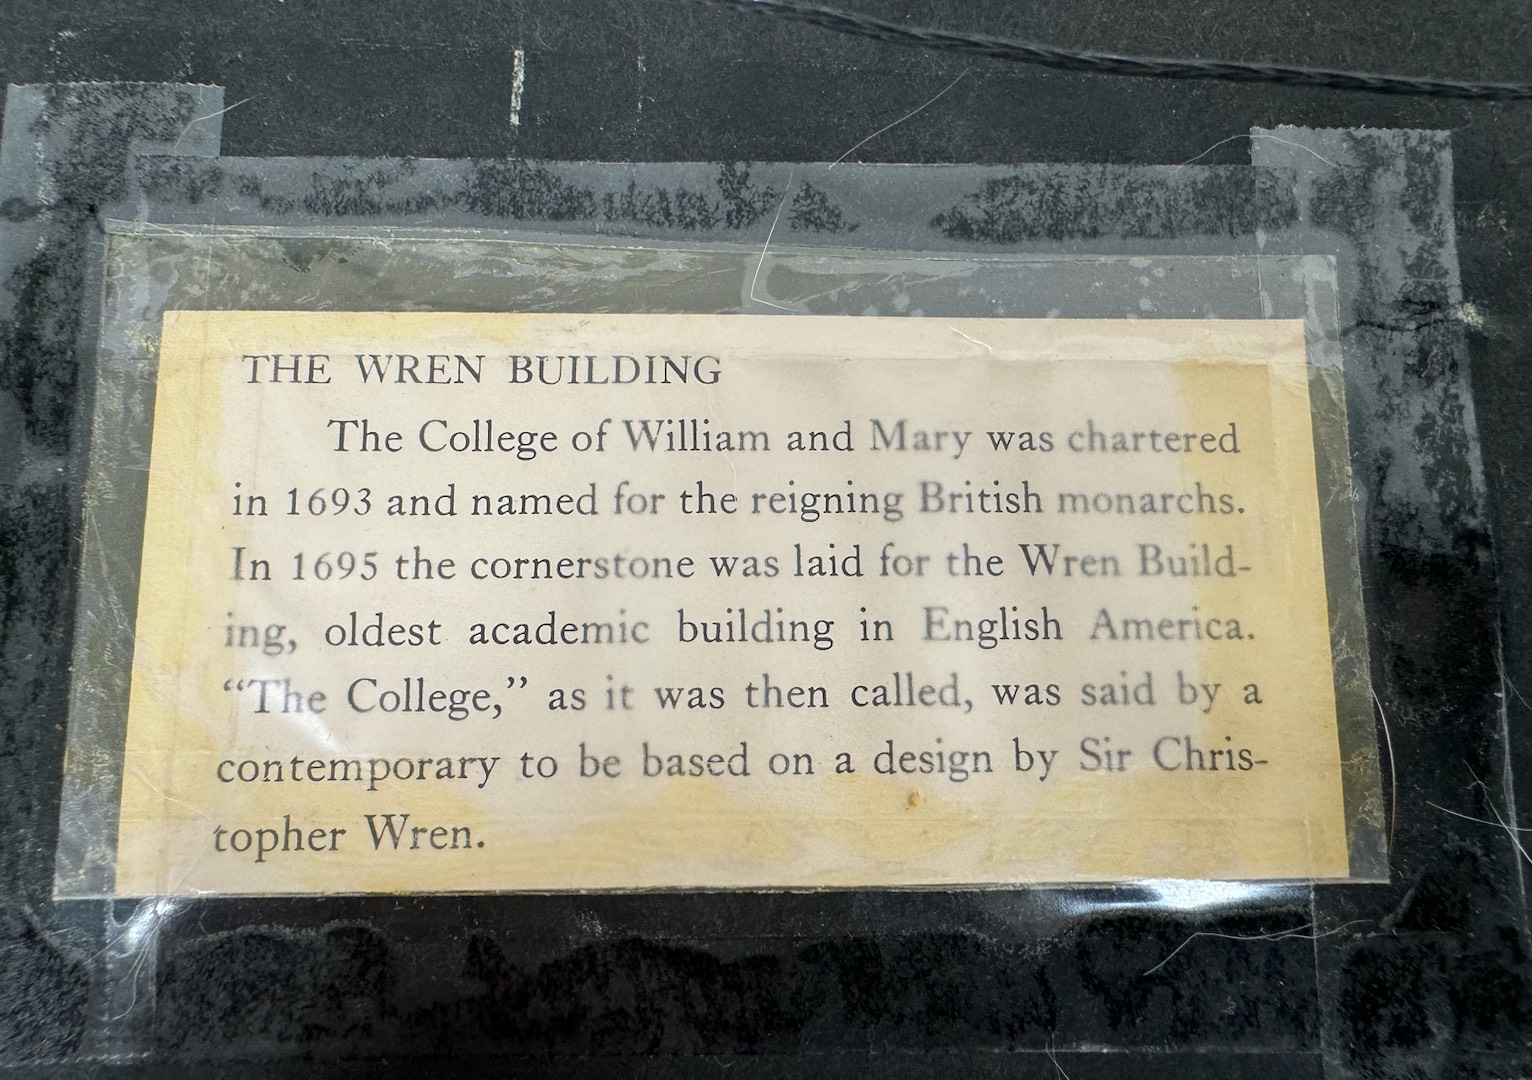 THE WREN BUILDING
The College of William and Mary was chartered
in 1693 and named for the reigning British monarchs.
In 1695 the cornerstone was laid for the Wren Build-
ing, oldest academic building in English America.
“The College,” as it was then called, was said by a
contemporary to be based on a design by Sir Chris-
topher Wren.